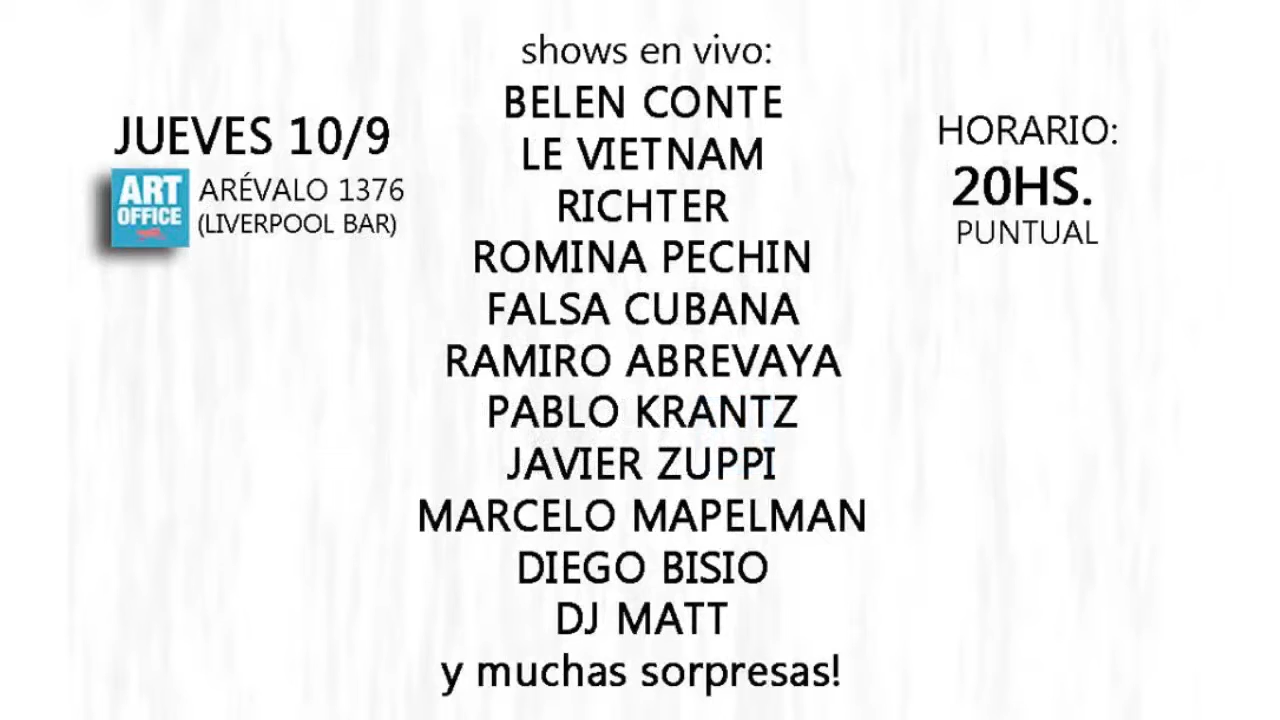 JUEVES 10/9
ART
OFFICE
ARÉVALO 1376
(LIVERPOOL BAR)
shows en vivo:
BELEN CONTE
LE VIETNAM
RICHTER
ROMINA PECHIN
FALSA CUBANA
RAMIRO ABREVAYA
PABLO KRANTZ
JAVIER ZUPPI
MARCELO MAPELMAN
DIEGO BISIO
DJ MATT
y muchas sorpresas!
HORARIO:
20HS.
PUNTUAL